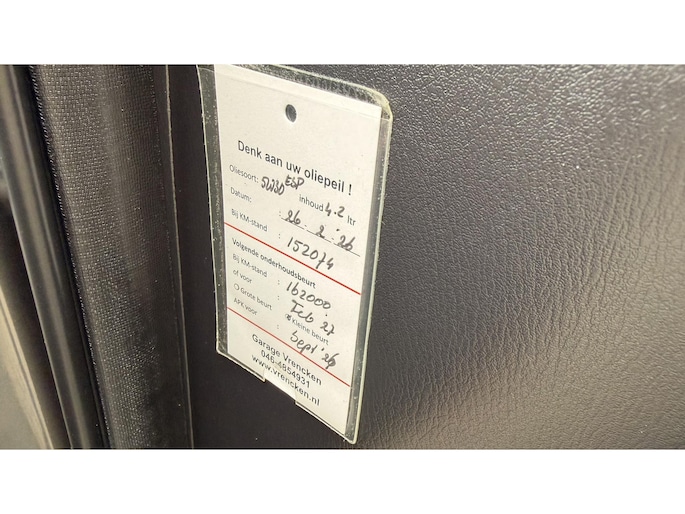 Denk aan uw oliepeil !
Oliesoort: 5W30 ESP Inhoud 4.2 ltr
Datum: : 26 - 2 - '26
Bij KM-stand : 152074
Volgende onderhoudsbeurt
Bij KM-stand : 162000
of voor : Feb 27
O Grote beurt ⊗ Kleine beurt
APK voor : Sept '26
Garage Vrencken
046-4854931
www.vrencken.nl